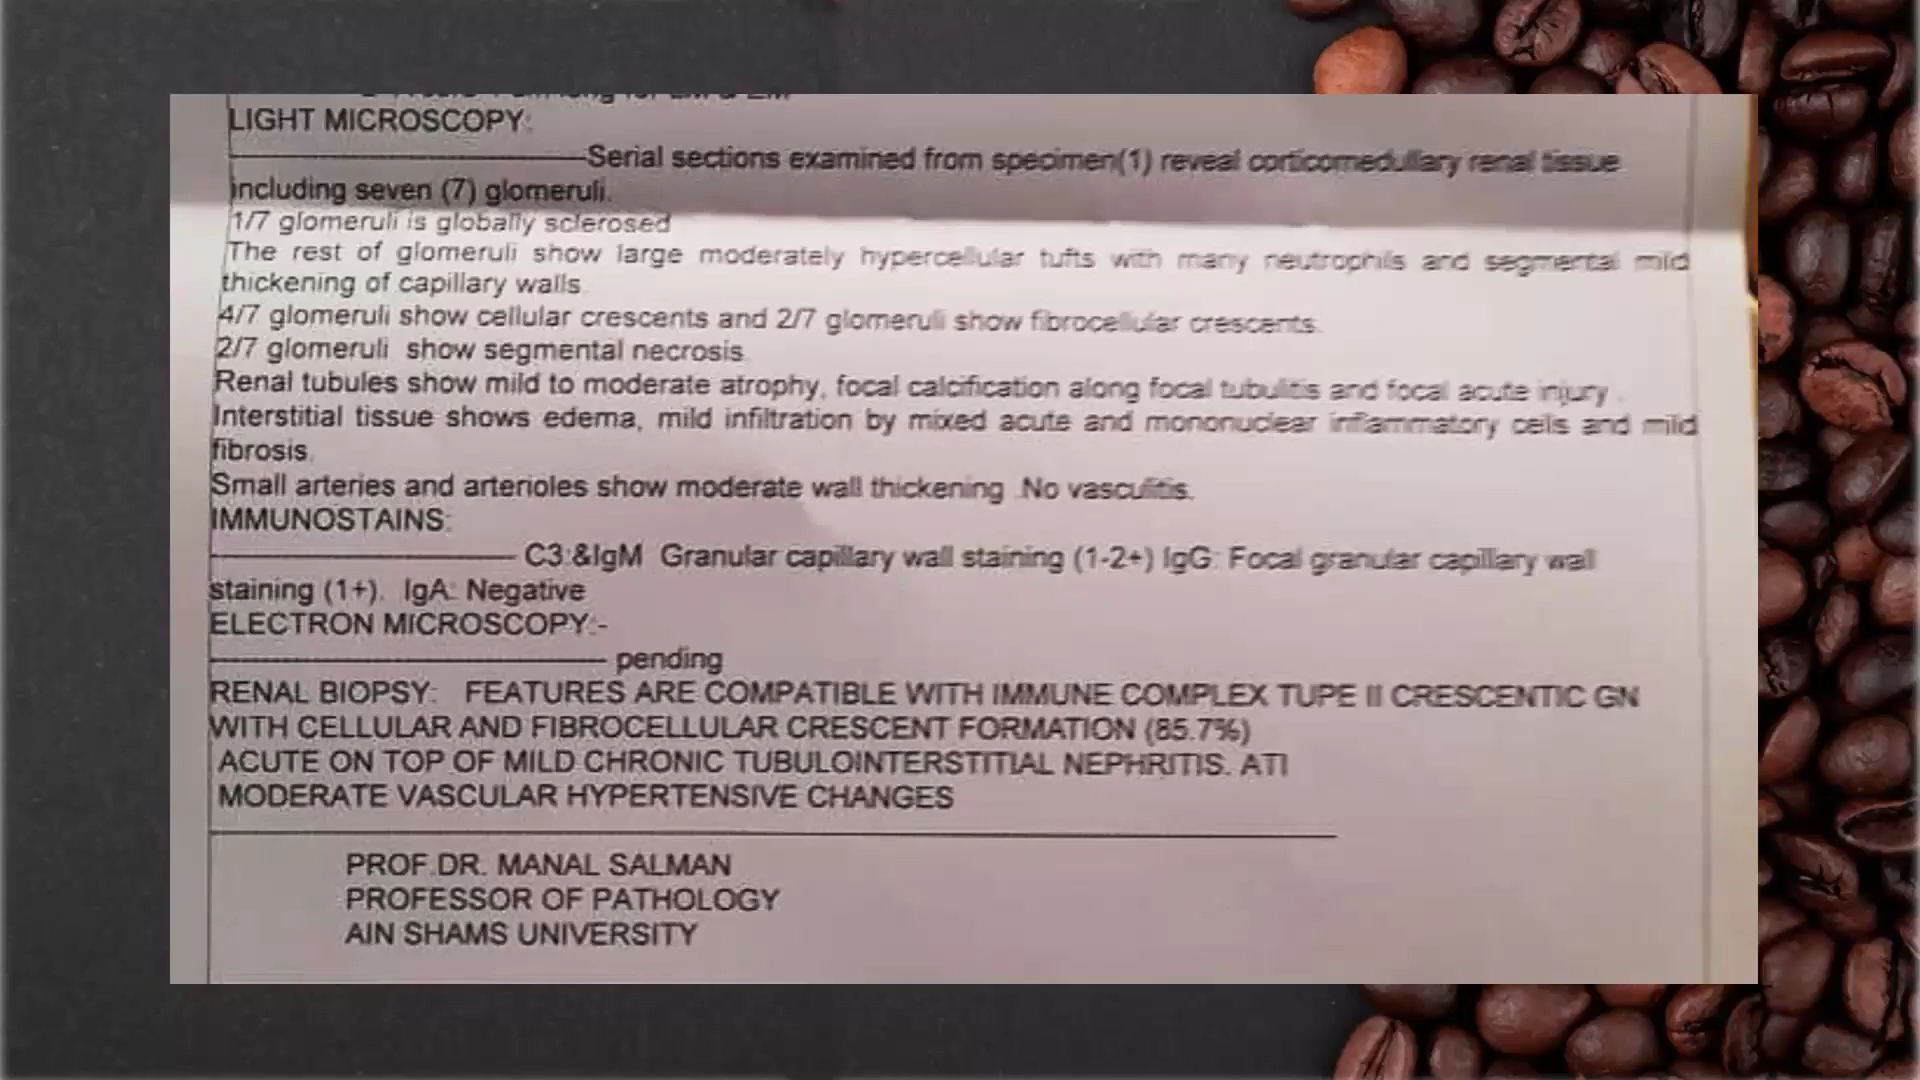 LIGHT MICROSCOPY:
Serial sections examined from specimen(1) reveal corticomedullary renal tissue
including seven (7) glomeruli.
1/7 glomeruli is globally sclerosed
The rest of glomeruli show large moderately hypercellular tufts with many neutrophils and segmental mild
thickening of capillary walls.
4/7 glomeruli show cellular crescents and 2/7 glomeruli show fibrocellular crescents.
2/7 glomeruli show segmental necrosis
Renal tubules show mild to moderate atrophy, focal calcification along focal tubulitis and focal acute injury .
Interstitial tissue shows edema, mild infiltration by mixed acute and mononuclear inflammatory cells and mild
fibrosis.
Small arteries and arterioles show moderate wall thickening .No vasculitis.
IMMUNOSTAINS:
C3:&IgM Granular capillary wall staining (1-2+) IgG: Focal granular capillary wall
staining (1+). IgA: Negative
ELECTRON MICROSCOPY:-
pending
RENAL BIOPSY: FEATURES ARE COMPATIBLE WITH IMMUNE COMPLEX TUPE II CRESCENTIC GN
WITH CELLULAR AND FIBROCELLULAR CRESCENT FORMATION (85.7%)
ACUTE ON TOP OF MILD CHRONIC TUBULOINTERSTITIAL NEPHRITIS. ATI
MODERATE VASCULAR HYPERTENSIVE CHANGES
PROF.DR. MANAL SALMAN
PROFESSOR OF PATHOLOGY
AIN SHAMS UNIVERSITY